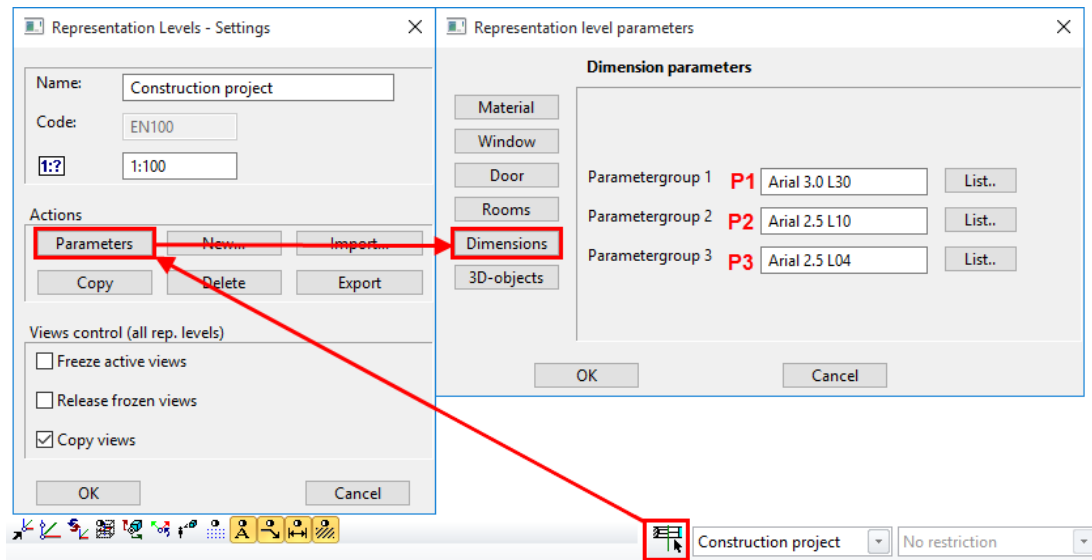 Representation Levels - Settings
Name:
Construction project
Code:
EN100
1:?
1:100
Actions
Parameters
New...
Import...
Copy
Delete
Export
Views control (all rep. levels)
Freeze active views
Release frozen views
Copy views
OK
Cancel
Representation level parameters
Dimension parameters
Material
Window
Door
Rooms
Dimensions
3D-objects
Parametergroup 1 P1 Arial 3.0 L30 List..
Parametergroup 2 P2 Arial 2.5 L10 List..
Parametergroup 3 P3 Arial 2.5 L04 List..
OK
Cancel
A
Construction project
No restriction